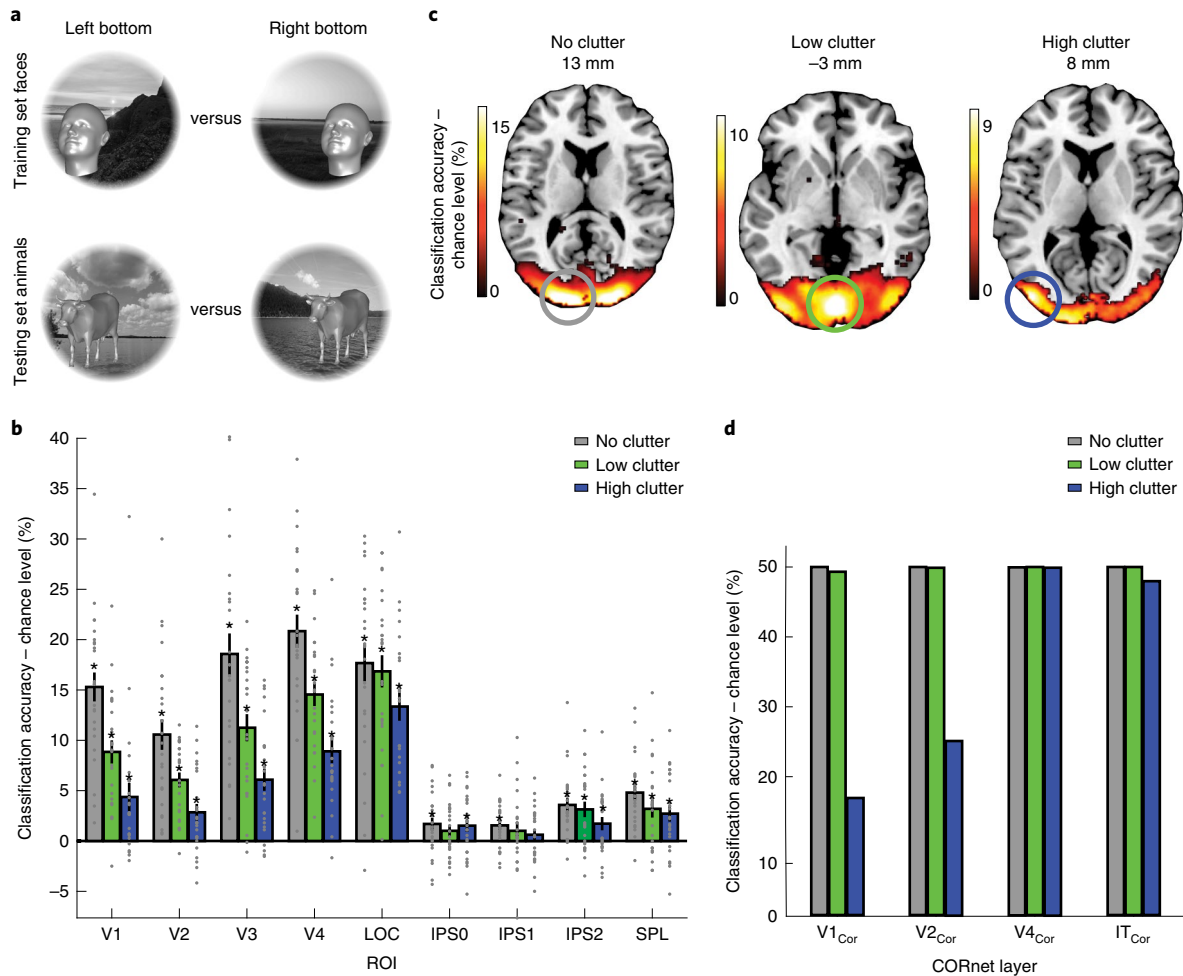 a
Left bottom
Right bottom
Training set faces
versus
Testing set animals
versus
c
No clutter
13 mm
Low clutter
–3 mm
High clutter
8 mm
Classification accuracy –
chance level (%)
15
0
10
0
9
0
b
No clutter
Low clutter
High clutter
Classification accuracy – chance level (%)
40
35
30
25
20
15
10
5
0
–5
* * * * * * * * * * * * * * * * * * * * * * * * 
V1 V2 V3 V4 LOC IPS0 IPS1 IPS2 SPL
ROI
d
No clutter
Low clutter
High clutter
Classification accuracy – chance level (%)
50
40
30
20
10
0
V1Cor V2Cor V4Cor ITCor
CORnet layer